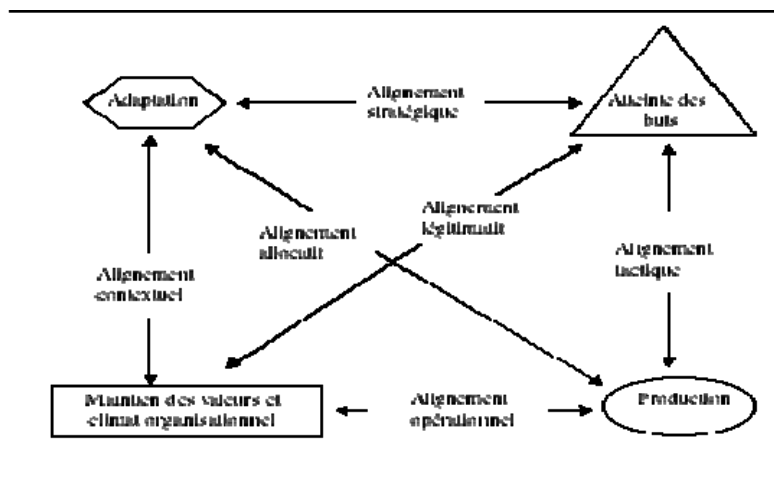 Adaptation
Alignement
stratégique
Atteinte des
buts
Alignement
légitimatif
Alignement
allocatif
Alignement
tactique
Alignement
contextuel
Maintien des valeurs et
climat organisationnel
Alignement
opérationnel
Production